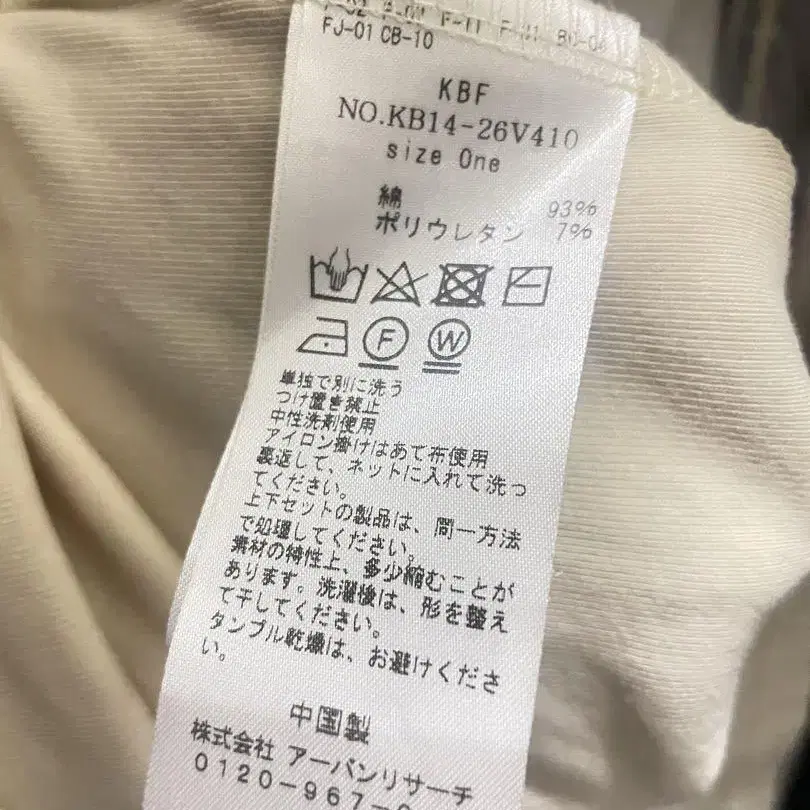 FJ-01 CB-10
KBF
NO.KB14-26V410
size One
綿 93%
ポリウレタン 7%
F W
単独で別に洗う
つけ置き禁止
中性洗剤使用
アイロン掛けはあて布使用
裏返して、ネットに入れて洗っ
てください。
上下セットの製品は、同一方法
で処理してください。
素材の特性上、多少縮むことが
あります。洗濯後は、形を整え
て干してください。
タンブル乾燥は、お避けくださ
い。
中国製
株式会社 アーバンリサーチ
0120-967-